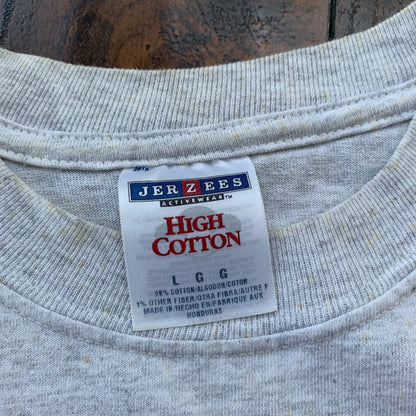 JERZEES
ACTIVEWEAR™
HIGH
COTTON
L G G
99% COTTON/ALGODON/COTON
1% OTHER FIBER/OTRA FIBRA/AUTRE F
MADE IN/HECHO EN/FABRIQUE AUX
HONDURAS